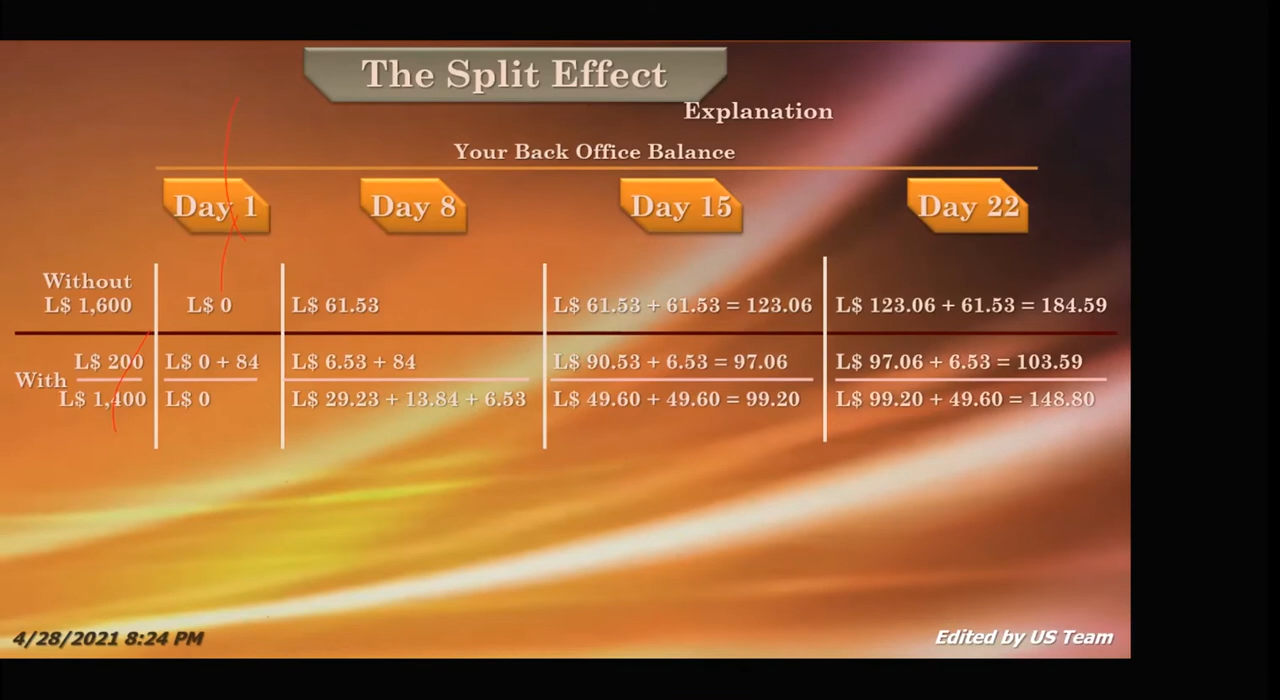 The Split Effect
Explanation
Your Back Office Balance
Day 1 Day 8 Day 15 Day 22
Without
L$ 1,600 L$ 0 L$ 61.53 L$ 61.53 + 61.53 = 123.06 L$ 123.06 + 61.53 = 184.59
L$ 200 L$ 0 + 84 L$ 6.53 + 84 L$ 90.53 + 6.53 = 97.06 L$ 97.06 + 6.53 = 103.59
With
L$ 1,400 L$ 0 L$ 29.23 + 13.84 + 6.53 L$ 49.60 + 49.60 = 99.20 L$ 99.20 + 49.60 = 148.80
4/28/2021 8:24 PM Edited by US Team